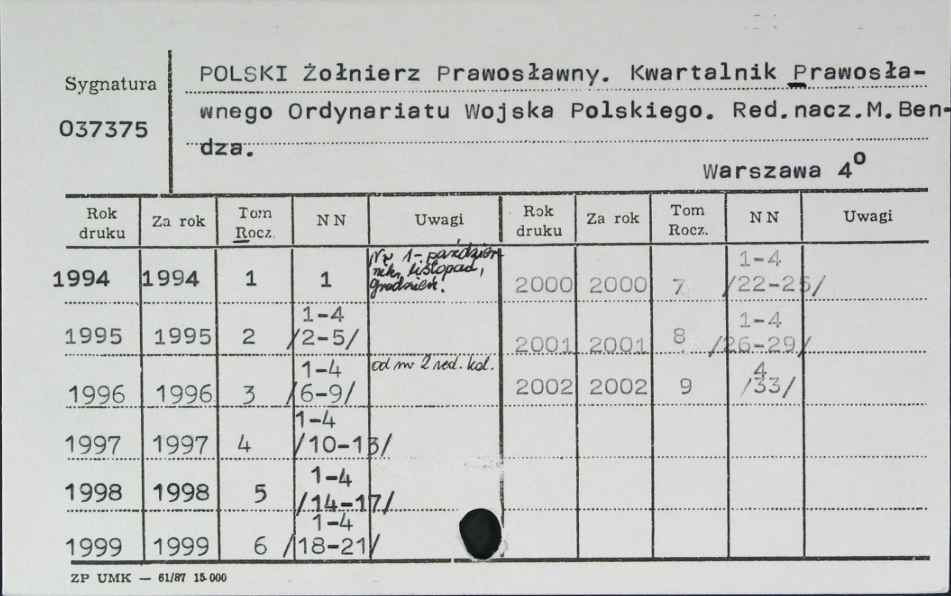 POLSKI Żołnierz Prawosławny. Kwartalnik Prawosła-
Sygnatura
wnego Ordynariatu Wojska Polskiego. Red.nacz.M.Ben-
037375
dza.
Warszawa 4º
Rok druku Za rok Tom Rocz. NN Uwagi Rok druku Za rok Tom Rocz. NN Uwagi
1994 1994 1 1 Nr 1- paździer-
nik, listopad,
grudzień.
2000 2000 7 1-4 /22-25/
1995 1995 2 1-4 /2-5/
2001 2001 8 1-4 /26-29/
1996 1996 3 1-4 /6-9/ od nr 2 red. kol.
2002 2002 9 4 /33/
1997 1997 4 1-4 /10-13/
1998 1998 5 1-4 /14-17/
1999 1999 6 1-4 /18-21/
ZP UMK — 61/87 15.000